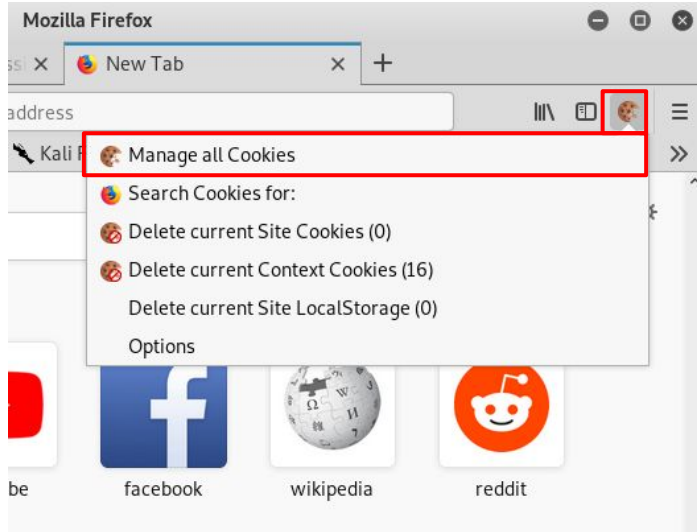 Mozilla Firefox
ssi
New Tab
address
Kali
Manage all Cookies
Search Cookies for:
Delete current Site Cookies (0)
Delete current Context Cookies (16)
Delete current Site LocalStorage (0)
Options
be
facebook
wikipedia
reddit